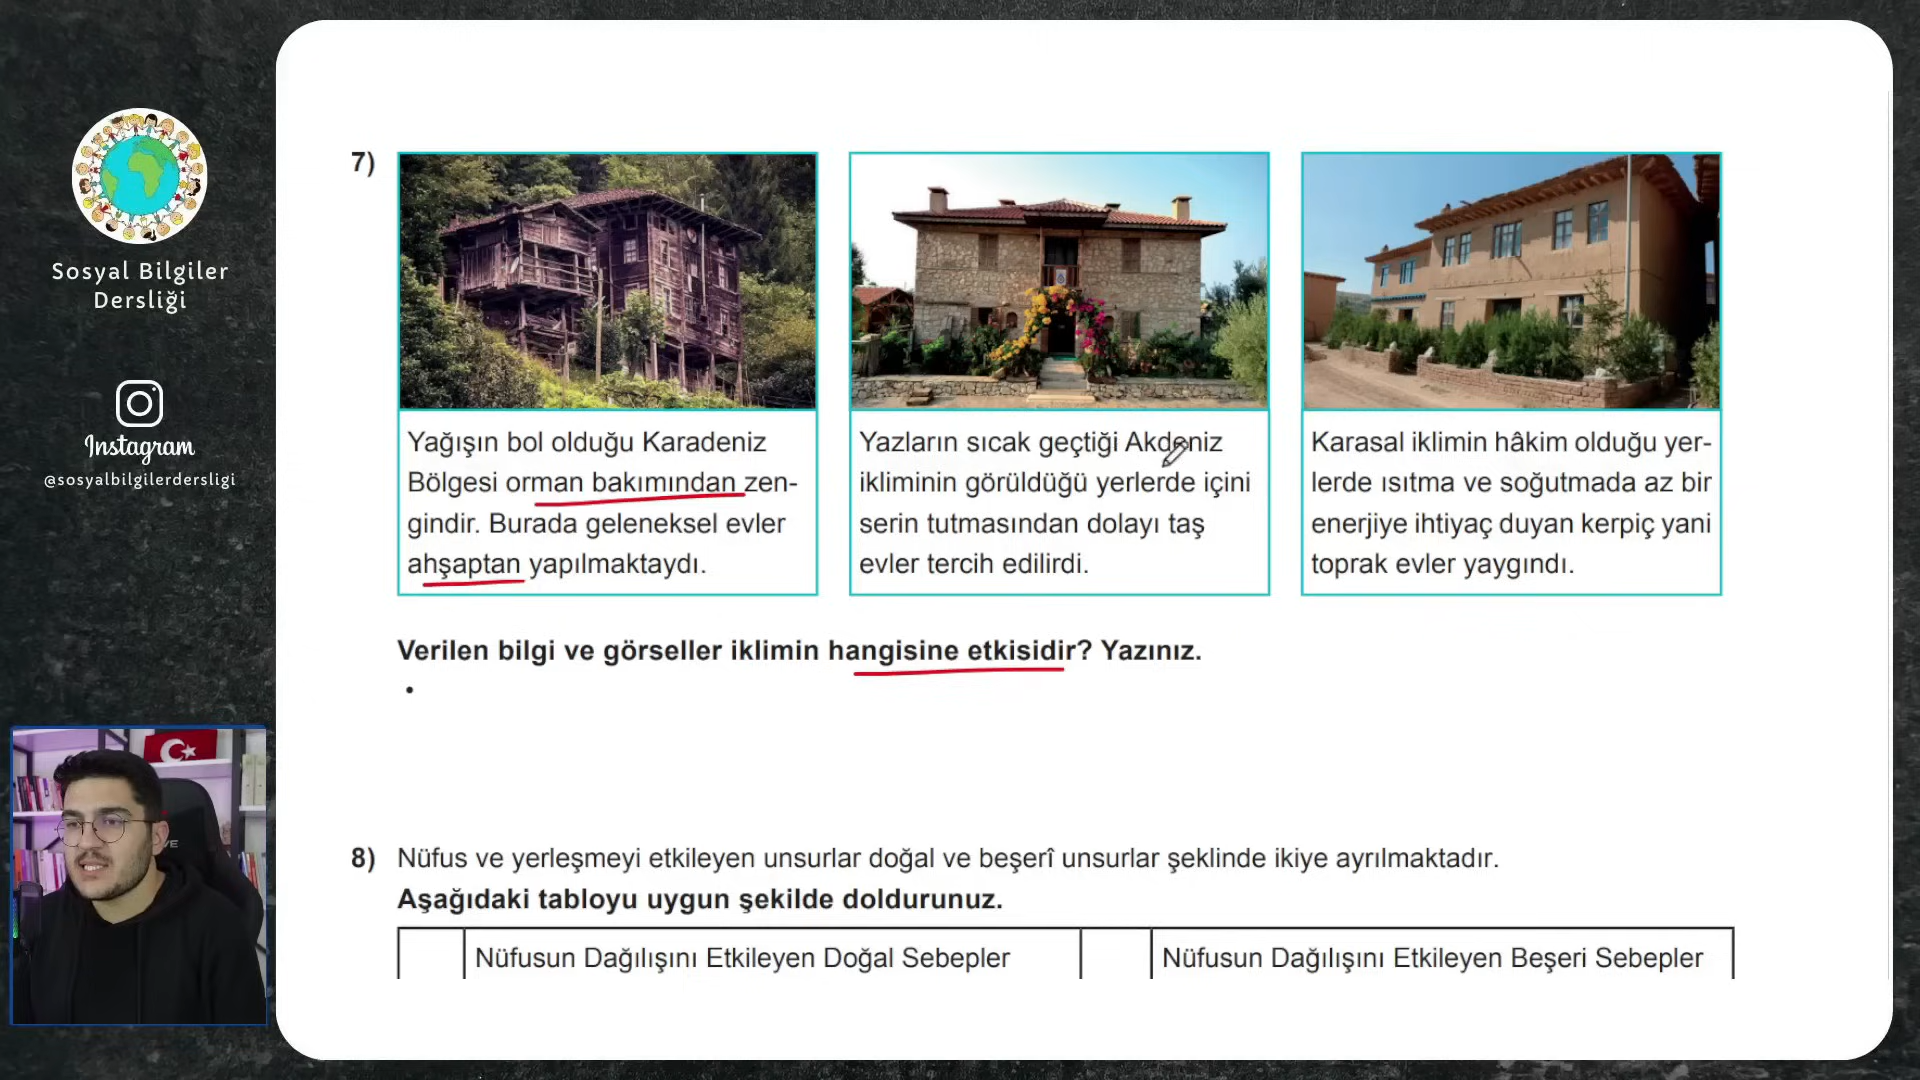 Sosyal Bilgiler
Dersliği
Instagram
@sosyalbilgilerdersligi
7)
Yağışın bol olduğu Karadeniz
Bölgesi orman bakımından zen-
gindir. Burada geleneksel evler
ahşaptan yapılmaktaydı.
Yazların sıcak geçtiği Akdeniz
ikliminin görüldüğü yerlerde içini
serin tutmasından dolayı taş
evler tercih edilirdi.
Karasal iklimin hâkim olduğu yer-
lerde ısıtma ve soğutmada az bir
enerjiye ihtiyaç duyan kerpiç yani
toprak evler yaygındı.
Verilen bilgi ve görseller iklimin hangisine etkisidir? Yazınız.
•
8) Nüfus ve yerleşmeyi etkileyen unsurlar doğal ve beşerî unsurlar şeklinde ikiye ayrılmaktadır.
Aşağıdaki tabloyu uygun şekilde doldurunuz.
Nüfusun Dağılışını Etkileyen Doğal Sebepler
Nüfusun Dağılışını Etkileyen Beşeri Sebepler